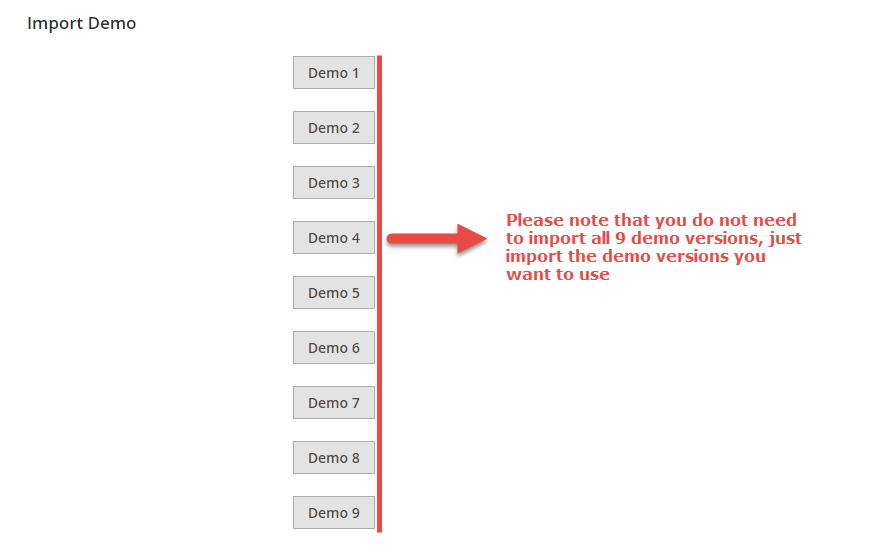 Import Demo
Demo 1
Demo 2
Demo 3
Demo 4
Demo 5
Demo 6
Demo 7
Demo 8
Demo 9
Please note that you do not need
to import all 9 demo versions, just
import the demo versions you
want to use